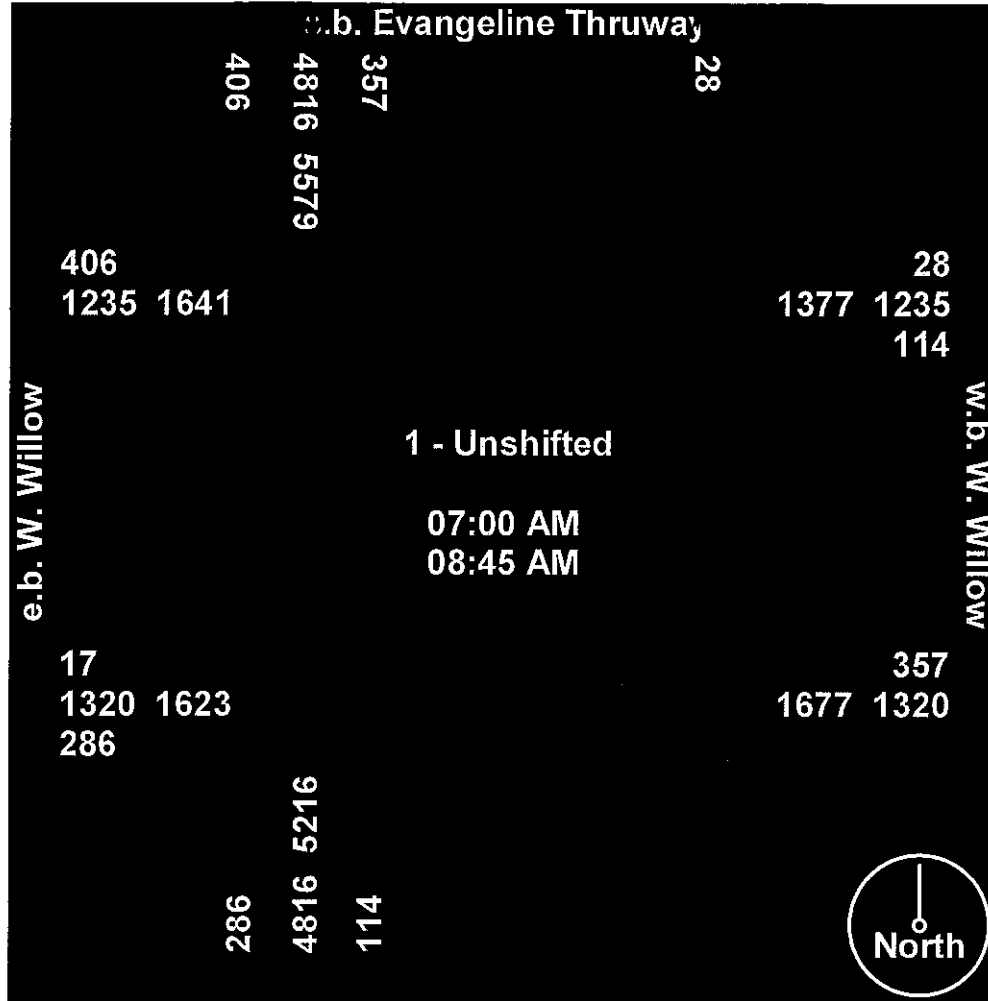 .b. Evangeline Thruway
406
4816 5579
357
28
406
1235 1641
28
1377 1235
114
e.b. W. Willow
w.b. W. Willow
1 - Unshifted
07:00 AM
08:45 AM
17
1320 1623
286
357
1677 1320
286
4816 5216
114
North